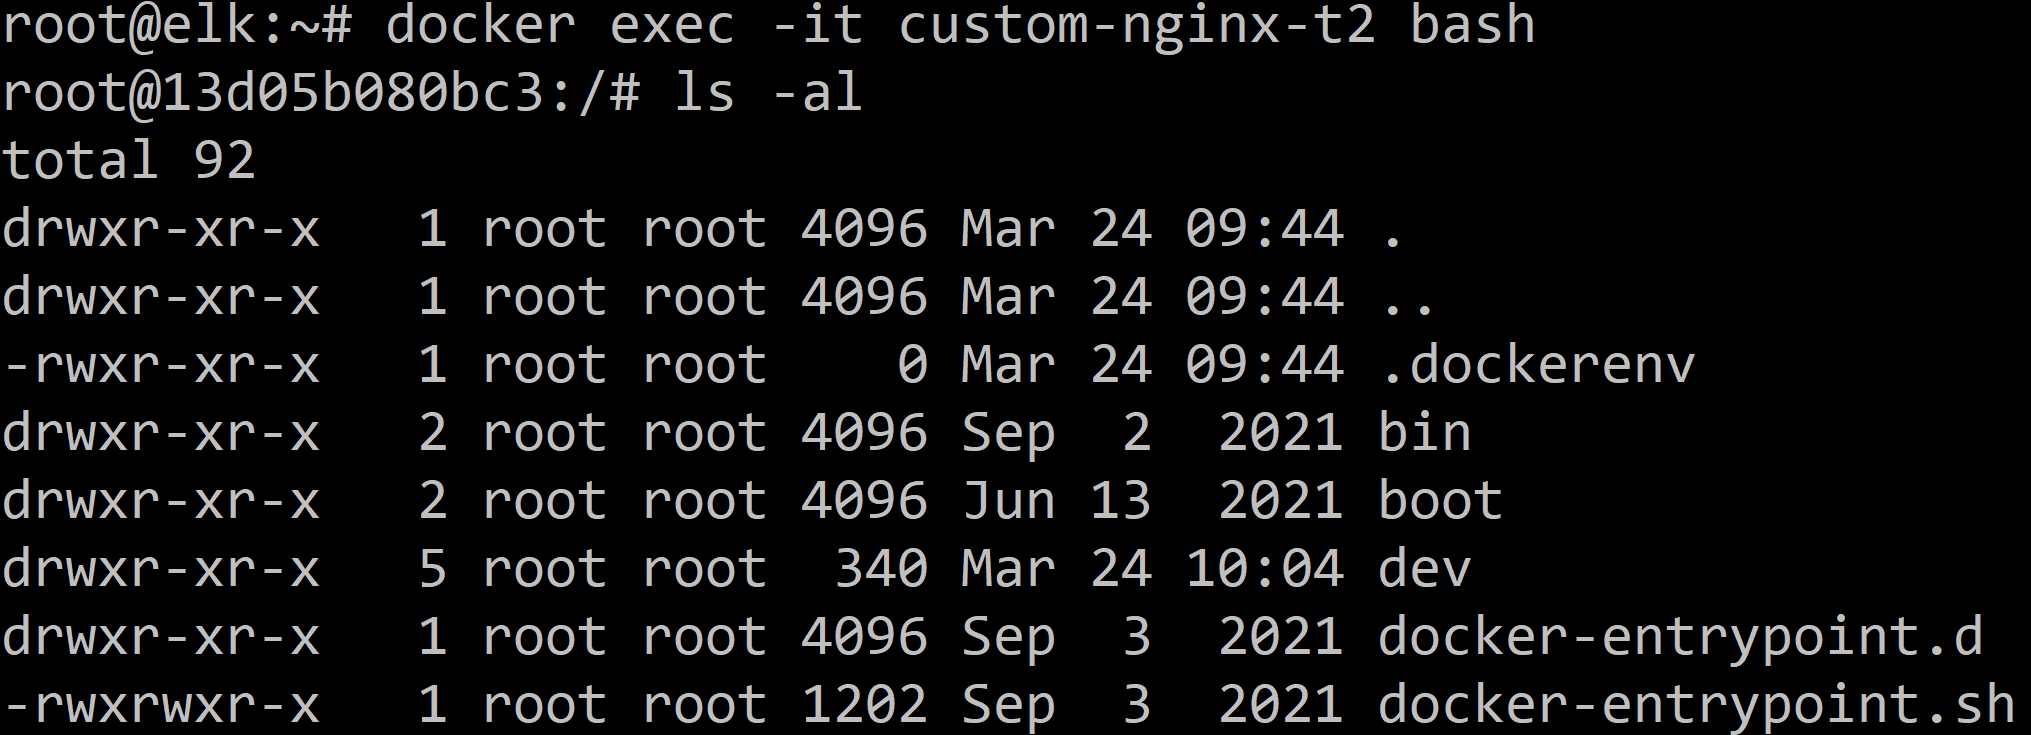 root@elk:~# docker exec -it custom-nginx-t2 bash
root@13d05b080bc3:/# ls -al
total 92
drwxr-xr-x   1 root root 4096 Mar 24 09:44 .
drwxr-xr-x   1 root root 4096 Mar 24 09:44 ..
-rwxr-xr-x   1 root root    0 Mar 24 09:44 .dockerenv
drwxr-xr-x   2 root root 4096 Sep  2  2021 bin
drwxr-xr-x   2 root root 4096 Jun 13  2021 boot
drwxr-xr-x   5 root root  340 Mar 24 10:04 dev
drwxr-xr-x   1 root root 4096 Sep  3  2021 docker-entrypoint.d
-rwxrwxr-x   1 root root 1202 Sep  3  2021 docker-entrypoint.sh